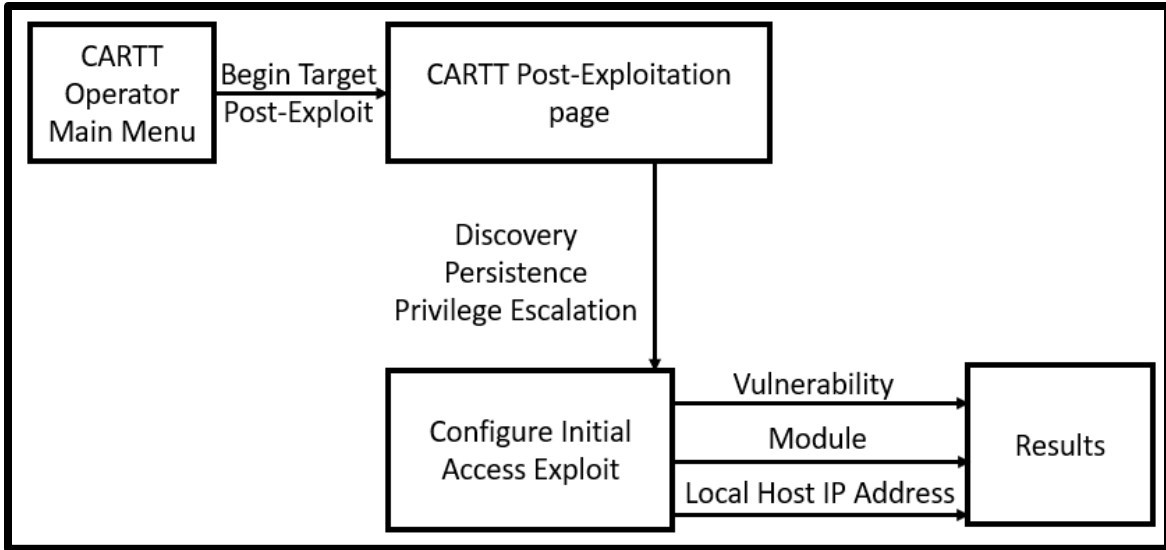 CARTT
Operator
Main Menu
Begin Target
Post-Exploit
CARTT Post-Exploitation
page
Discovery
Persistence
Privilege Escalation
Configure Initial
Access Exploit
Vulnerability
Module
Local Host IP Address
Results